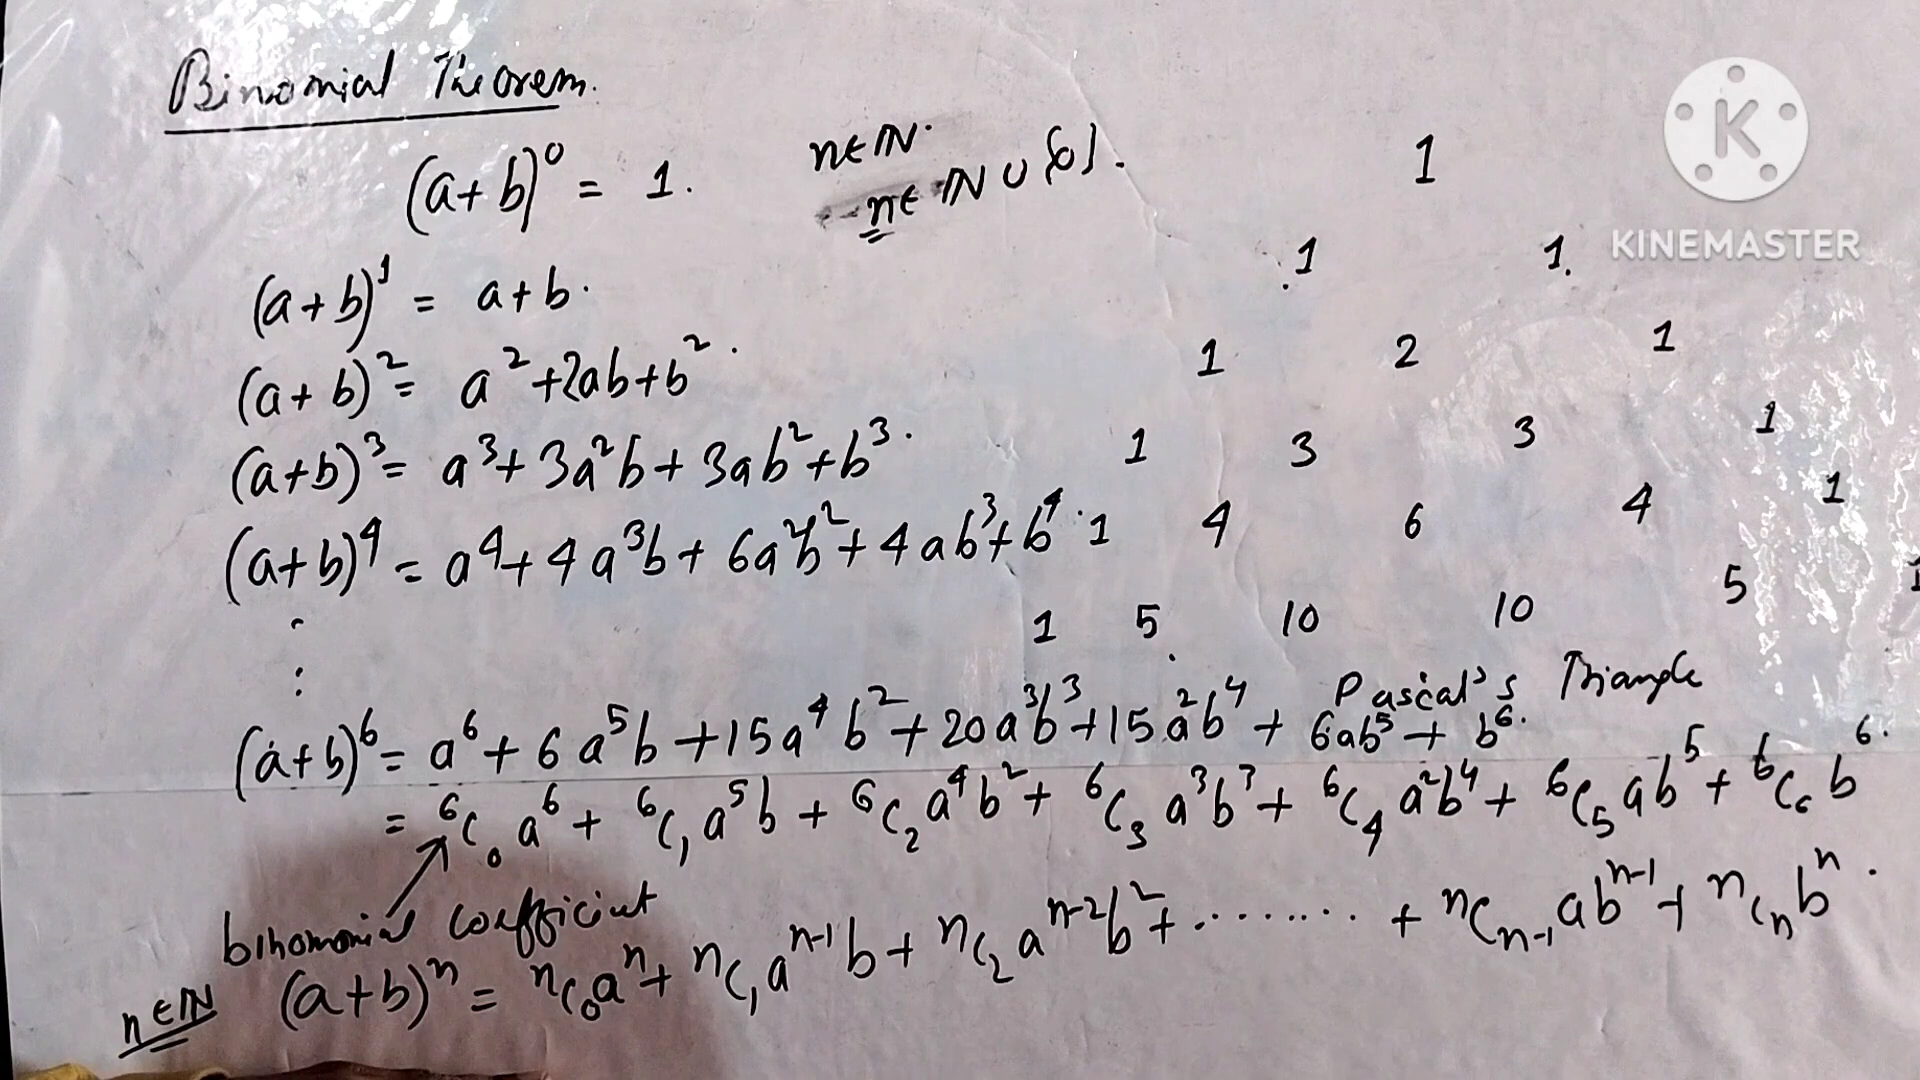 Binomial Theorem.
(a+b)⁰ = 1.
n∈ℕ.
n∈ ℕ ∪ {0}.
(a+b)¹ = a+b.
(a+b)² = a²+2ab+b².
(a+b)³ = a³+3a²b+3ab²+b³.
(a+b)⁴ = a⁴+4a³b+6a²b²+4ab³+b⁴.
:
:
1
1 1.
1 2 1
1 3 3 1
1 4 6 4 1
1 5 10 10 5 1
Pascal's Triangle
(a+b)⁶ = a⁶+6a⁵b+15a⁴b²+20a³b³+15a²b⁴+6ab⁵+b⁶.
= ⁶C₀a⁶+⁶C₁a⁵b+⁶C₂a⁴b²+⁶C₃a³b³+⁶C₄a²b⁴+⁶C₅ab⁵+⁶C₆b⁶.
binomial coefficient
n∈ℕ (a+b)ⁿ = ⁿC₀aⁿ+ⁿC₁aⁿ⁻¹b+ⁿC₂aⁿ⁻²b²+........+ⁿCₙ₋₁abⁿ⁻¹+ⁿCₙbⁿ.
K
KINEMASTER